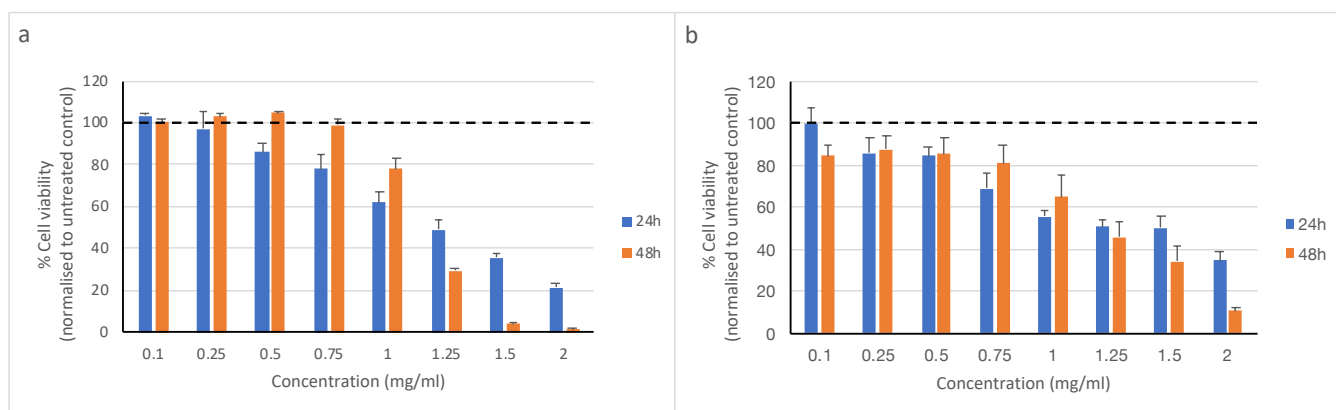 a
% Cell viability
(normalised to untreated control)
120
100
80
60
40
20
0
0.1 0.25 0.5 0.75 1 1.25 1.5 2
Concentration (mg/ml)
24h
48h
b
% Cell viability
(normalised to untreated control)
120
100
80
60
40
20
0
0.1 0.25 0.5 0.75 1 1.25 1.5 2
Concentration (mg/ml)
24h
48h